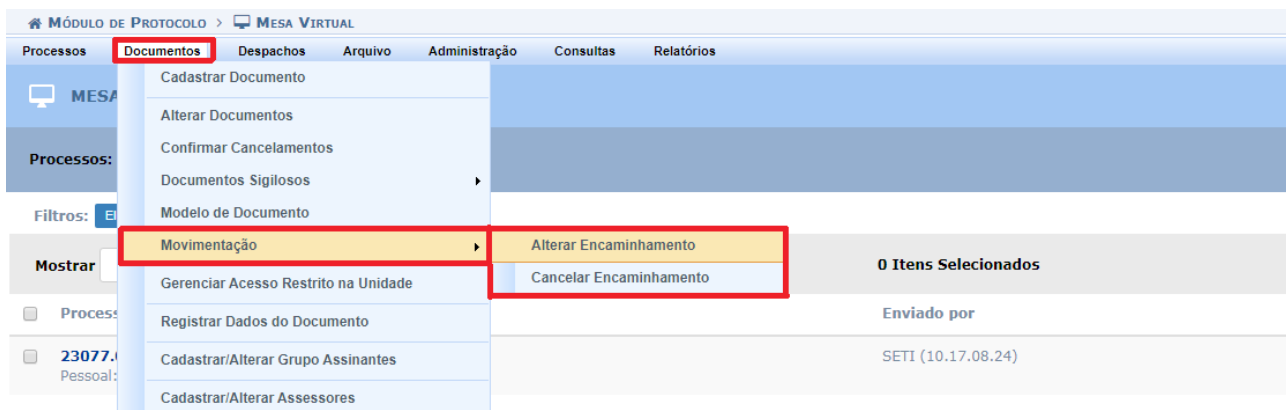 MÓDULO DE PROTOCOLO > MESA VIRTUAL
Processos Documentos Despachos Arquivo Administração Consultas Relatórios
Cadastrar Documento
MESA
Alterar Documentos
Confirmar Cancelamentos
Processos:
Documentos Sigilosos
Filtros:
Modelo de Documento
Movimentação Alterar Encaminhamento
Mostrar 0 Itens Selecionados
Cancelar Encaminhamento
Gerenciar Acesso Restrito na Unidade
Process Enviado por
Registrar Dados do Documento
23077. SETI (10.17.08.24)
Cadastrar/Alterar Grupo Assinantes
Pessoal:
Cadastrar/Alterar Assessores